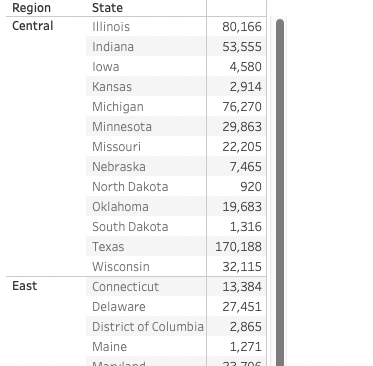 Region State
Central Illinois 80,166
Indiana 53,555
Iowa 4,580
Kansas 2,914
Michigan 76,270
Minnesota 29,863
Missouri 22,205
Nebraska 7,465
North Dakota 920
Oklahoma 19,683
South Dakota 1,316
Texas 170,188
Wisconsin 32,115
East Connecticut 13,384
Delaware 27,451
District of Columbia 2,865
Maine 1,271
Maryland